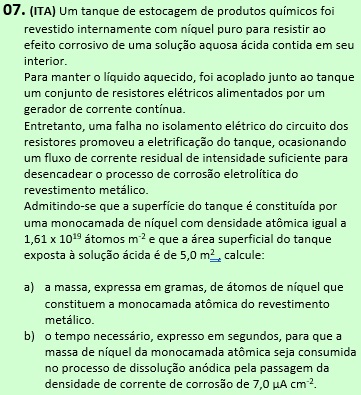 07. (ITA) Um tanque de estocagem de produtos químicos foi
revestido internamente com níquel puro para resistir ao
efeito corrosivo de uma solução aquosa ácida contida em seu
interior.
Para manter o líquido aquecido, foi acoplado junto ao tanque
um conjunto de resistores elétricos alimentados por um
gerador de corrente contínua.
Entretanto, uma falha no isolamento elétrico do circuito dos
resistores promoveu a eletrificação do tanque, ocasionando
um fluxo de corrente residual de intensidade suficiente para
desencadear o processo de corrosão eletrolítica do
revestimento metálico.
Admitindo-se que a superfície do tanque é constituída por
uma monocamada de níquel com densidade atômica igual a
1,61 x 10¹⁹ átomos m⁻² e que a área superficial do tanque
exposta à solução ácida é de 5,0 m², calcule:
a) a massa, expressa em gramas, de átomos de níquel que
constituem a monocamada atômica do revestimento
metálico.
b) o tempo necessário, expresso em segundos, para que a
massa de níquel da monocamada atômica seja consumida
no processo de dissolução anódica pela passagem da
densidade de corrente de corrosão de 7,0 µA cm⁻².